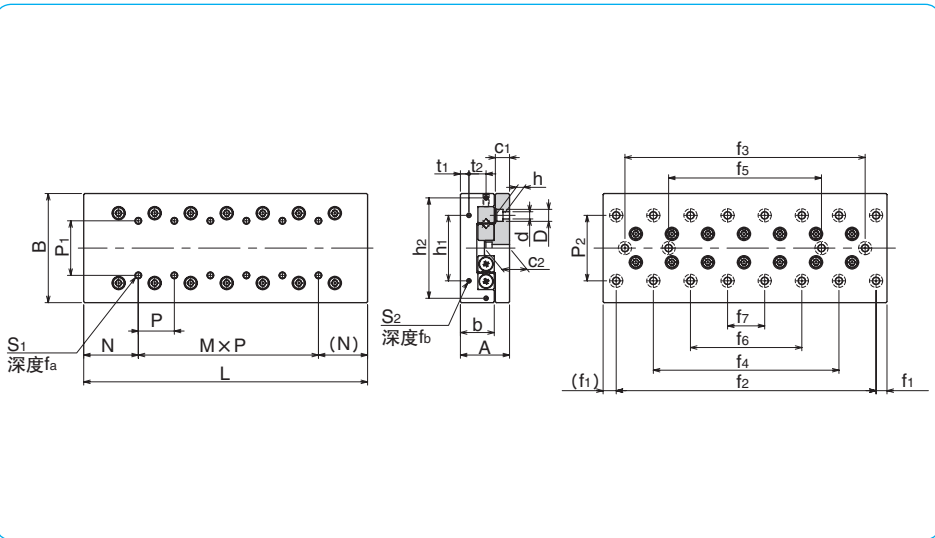 B
P1
S1
深度fa
P
N
M×P
(N)
L
t1
t2
c1
h
h2
h1
d
D
c2
S2
深度fb
b
A
f3
f5
P2
f7
f6
f4
f2
(f1)
f1